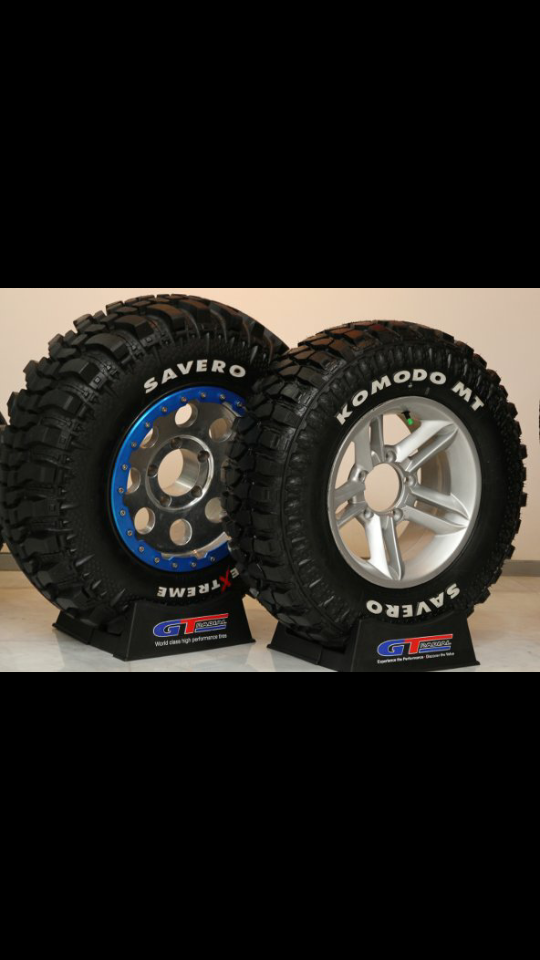 SAVERO
EXTREME
GT RADIAL
World class high performance tires
KOMODO MT
SAVERO
GT RADIAL
Experience the Performance - Discover the Value